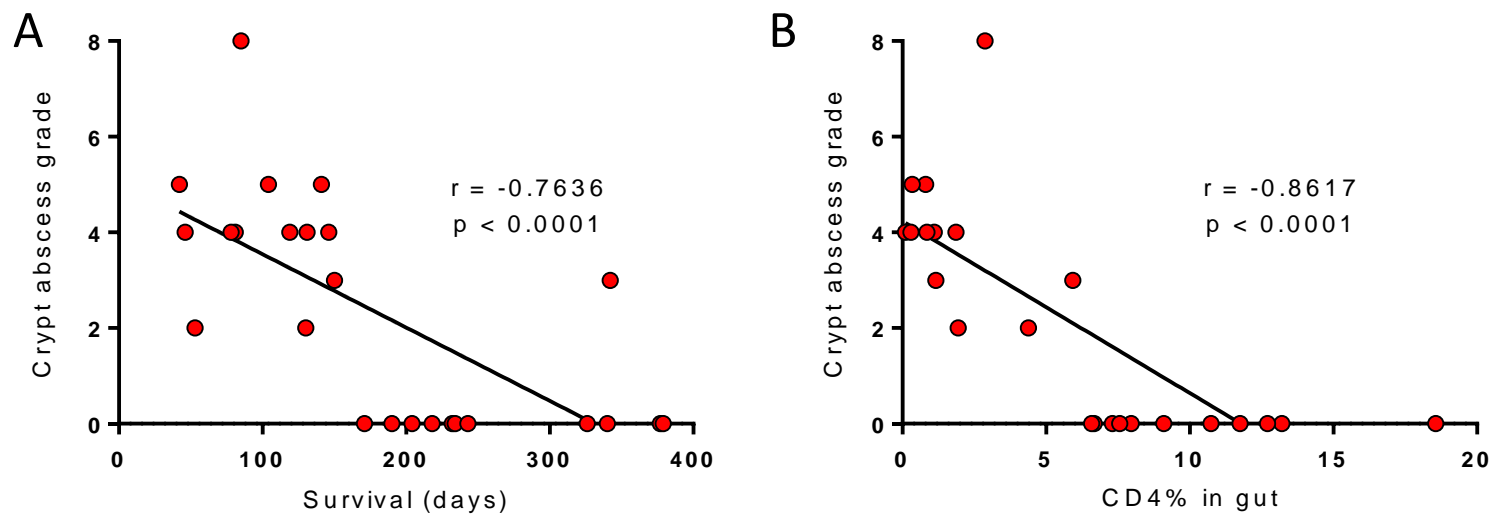 A
8
6
4
2
0
Crypt abscess grade
r = -0.7636
p < 0.0001
0 100 200 300 400
Survival (days)
B
8
6
4
2
0
Crypt abscess grade
r = -0.8617
p < 0.0001
0 5 10 15 20
CD4% in gut